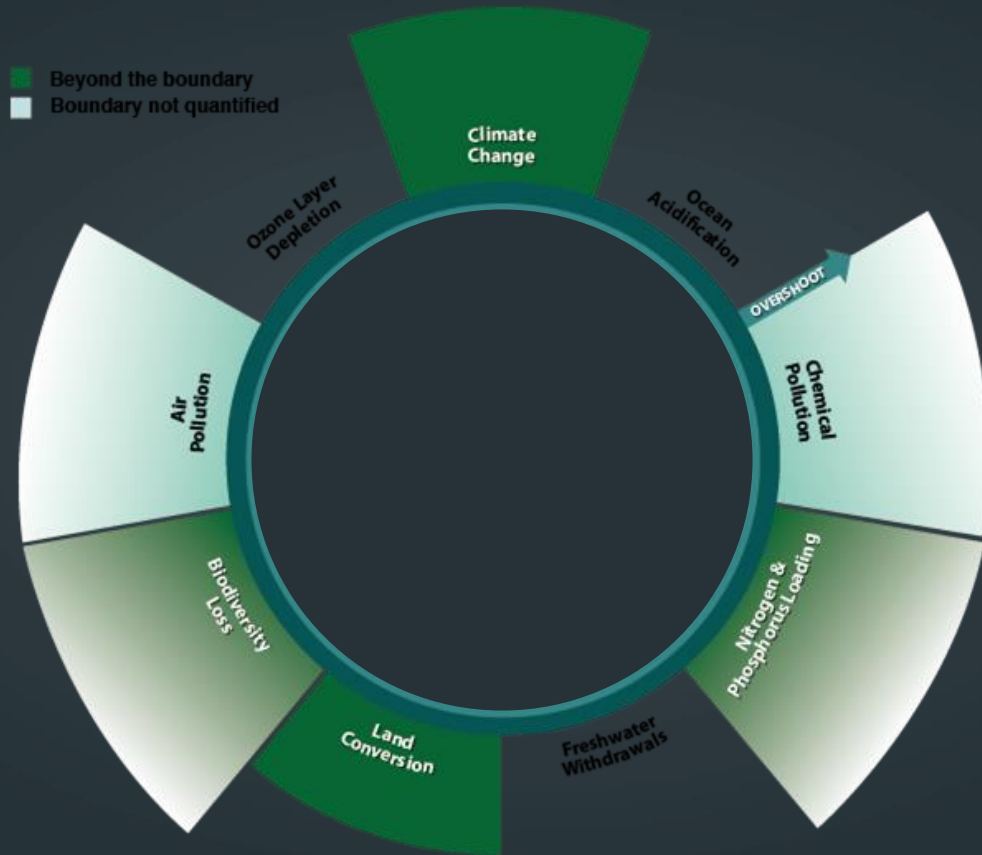 Beyond the boundary
Boundary not quantified
Climate
Change
Ozone Layer
Depletion
Ocean
Acidification
OVERSHOOT
Air
Pollution
Chemical
Pollution
Biodiversity
Loss
Nitrogen &
Phosphorus Loading
Land
Conversion
Freshwater
Withdrawals